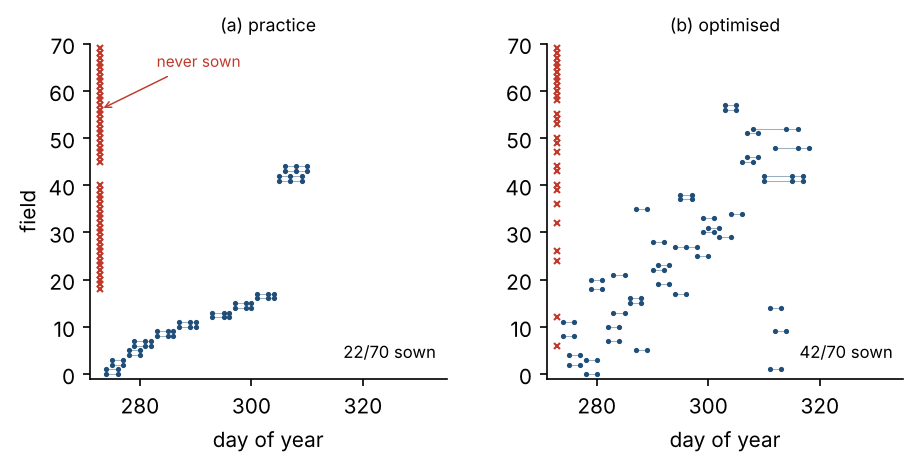 (a) practice
(b) optimised
never sown
70
60
50
40
30
20
10
0
field
280
300
320
day of year
22/70 sown
70
60
50
40
30
20
10
0
280
300
320
day of year
42/70 sown